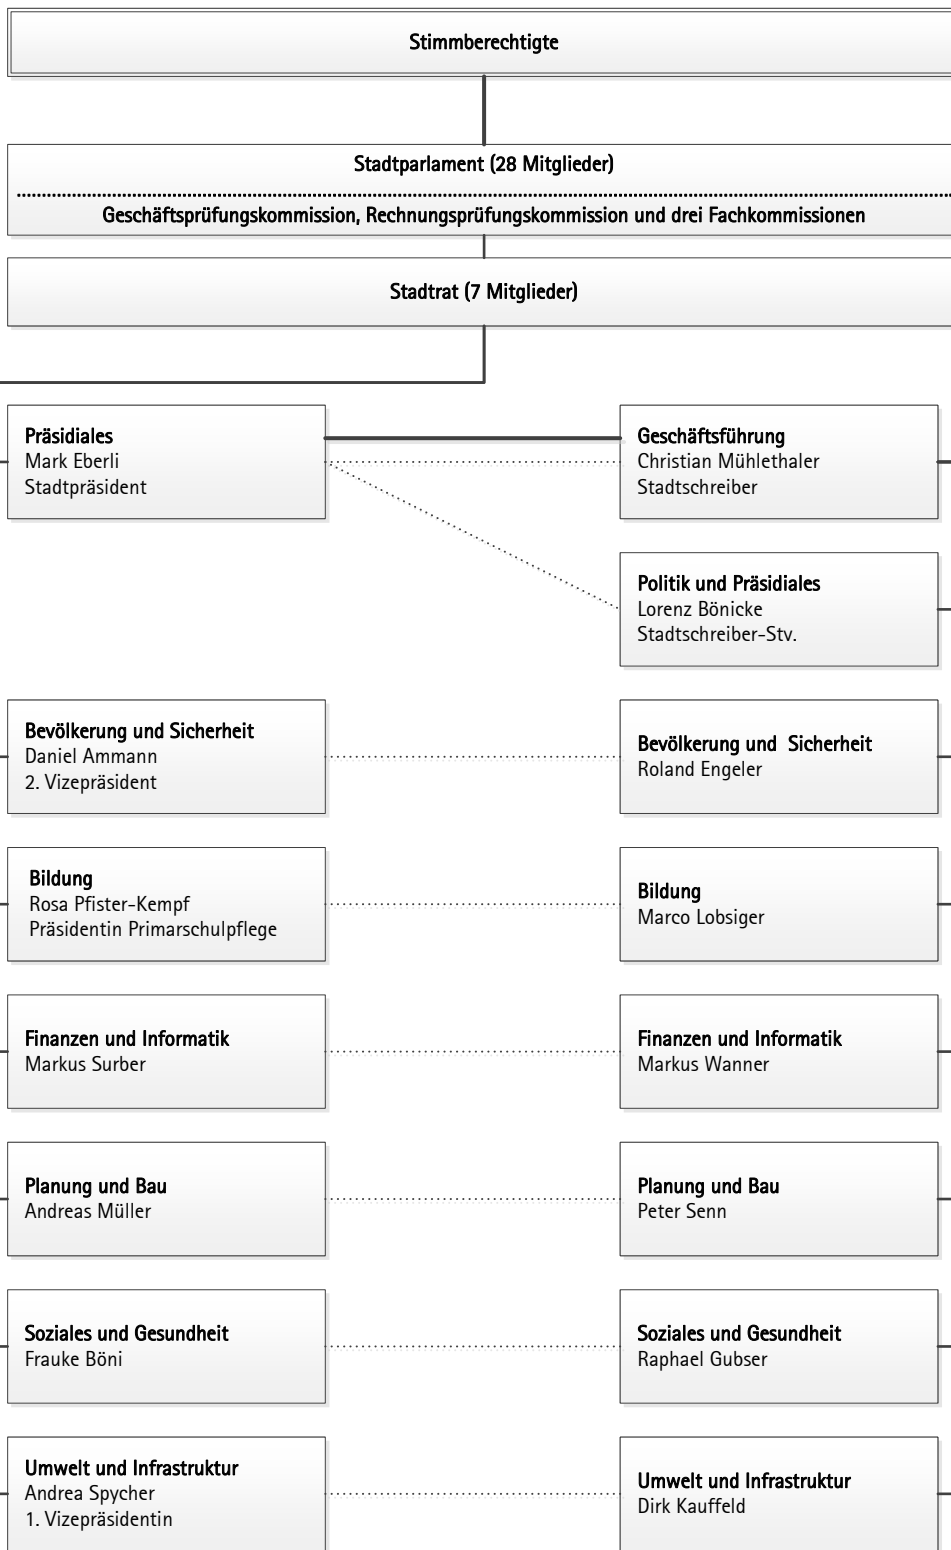 Stimmberechtigte
Stadtparlament (28 Mitglieder)
Geschäftsprüfungskommission, Rechnungsprüfungskommission und drei Fachkommissionen
Stadtrat (7 Mitglieder)
Präsidiales
Mark Eberli
Stadtpräsident
Geschäftsführung
Christian Mühlethaler
Stadtschreiber
Politik und Präsidiales
Lorenz Bönicke
Stadtschreiber-Stv.
Bevölkerung und Sicherheit
Daniel Ammann
2. Vizepräsident
Bevölkerung und Sicherheit
Roland Engeler
Bildung
Rosa Pfister-Kempf
Präsidentin Primarschulpflege
Bildung
Marco Lobsiger
Finanzen und Informatik
Markus Surber
Finanzen und Informatik
Markus Wanner
Planung und Bau
Andreas Müller
Planung und Bau
Peter Senn
Soziales und Gesundheit
Frauke Böni
Soziales und Gesundheit
Raphael Gubser
Umwelt und Infrastruktur
Andrea Spycher
1. Vizepräsidentin
Umwelt und Infrastruktur
Dirk Kauffeld